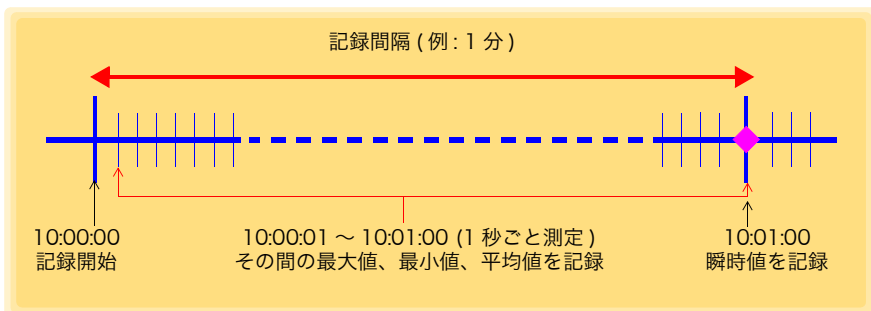 記録間隔 ( 例 : 1 分 )
10:00:00
記録開始
10:00:01 ～ 10:01:00 (1 秒ごと測定 )
その間の最大値、最小値、平均値を記録
10:01:00
瞬時値を記録